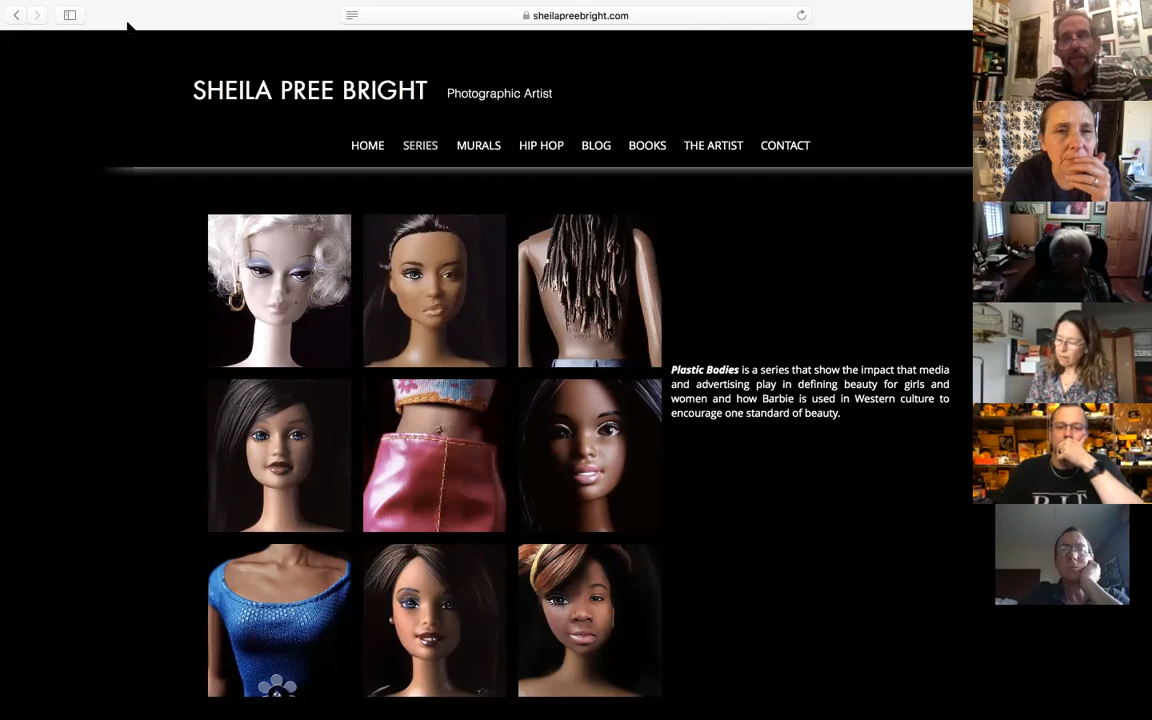 sheilapreebright.com
SHEILA PREE BRIGHT Photographic Artist
HOME SERIES MURALS HIP HOP BLOG BOOKS THE ARTIST CONTACT
Plastic Bodies is a series that show the impact that media
and advertising play in defining beauty for girls and
women and how Barbie is used in Western culture to
encourage one standard of beauty.